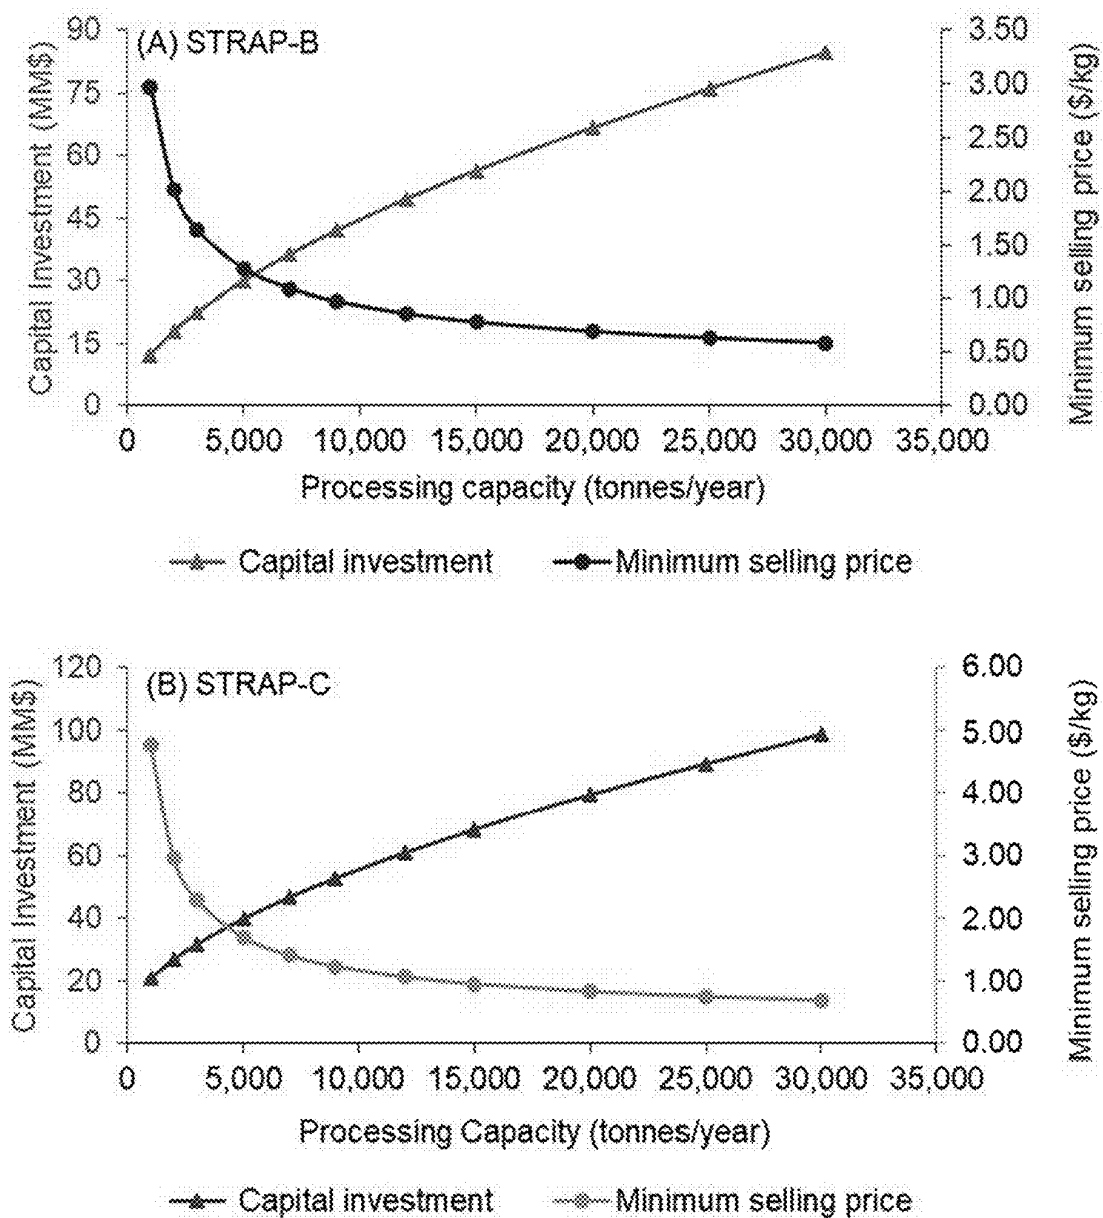 (A) STRAP-B
Capital Investment (MM$)
90
75
60
45
30
15
0
3.50
3.00
2.50
2.00
1.50
1.00
0.50
0.00
Minimum selling price ($/kg)
0 5,000 10,000 15,000 20,000 25,000 30,000 35,000
Processing capacity (tonnes/year)
Capital investment Minimum selling price
(B) STRAP-C
Capital Investment (MM$)
120
100
80
60
40
20
0
6.00
5.00
4.00
3.00
2.00
1.00
0.00
Minimum selling price ($/kg)
0 5,000 10,000 15,000 20,000 25,000 30,000 35,000
Processing Capacity (tonnes/year)
Capital investment Minimum selling price